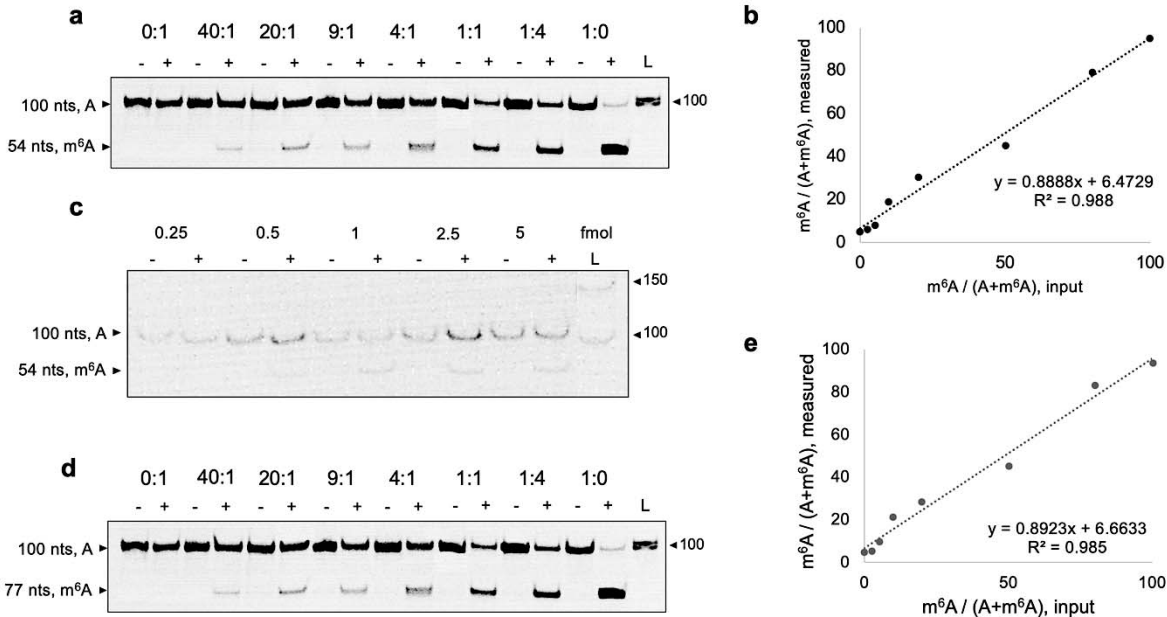 a
0:1 40:1 20:1 9:1 4:1 1:1 1:4 1:0
- + - + - + - + - + - + - + - + L
100 nts, A ►
◄ 100
54 nts, m⁶A ►
b
m⁶A / (A+m⁶A), measured
100
80
60
40
20
0
y = 0.8888x + 6.4729
R² = 0.988
0 50 100
m⁶A / (A+m⁶A), input
c
0.25 0.5 1 2.5 5 fmol
- + - + - + - + - + L
◄ 150
100 nts, A ►
◄ 100
54 nts, m⁶A ►
d
0:1 40:1 20:1 9:1 4:1 1:1 1:4 1:0
- + - + - + - + - + - + - + - + L
100 nts, A ►
◄ 100
77 nts, m⁶A ►
e
m⁶A / (A+m⁶A), measured
100
80
60
40
20
0
y = 0.8923x + 6.6633
R² = 0.985
0 50 100
m⁶A / (A+m⁶A), input